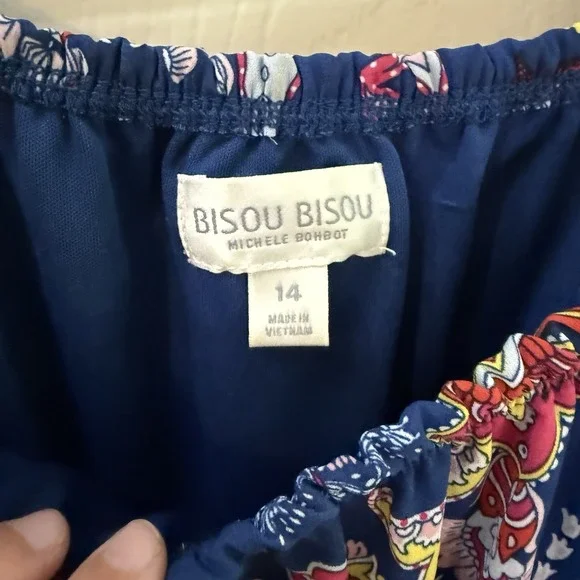 BISOU BISOU
MICHELE BOHBOT
14
MADE IN
VIETNAM